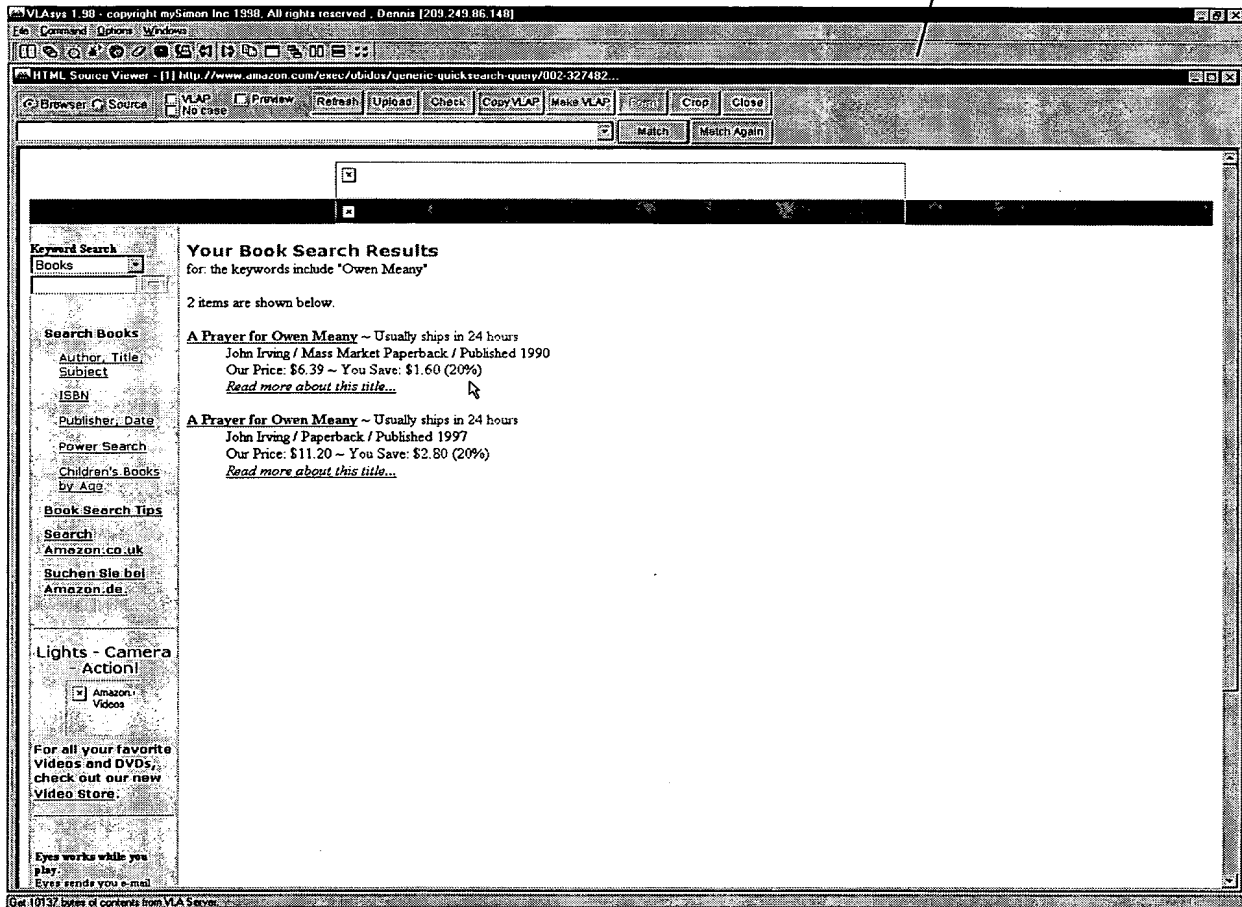 VLAsys 1.98 - copyright mySimon Inc 1998, All rights reserved , Dennis [209.249.86.148]
File Command Options Windows
HTML Source Viewer - [1] http://www.amazon.com/exec/obidos/generic-quicksearch-query/002-327482...
Browser Source VLAP No case Preview Refresh Upload Check Copy VLAP Make VLAP Form Crop Close
Match Match Again
Keyword Search
Books
Search Books
Author, Title,
Subject
ISBN
Publisher, Date
Power Search
Children's Books
by Age
Book Search Tips
Search
Amazon.co.uk
Suchen Sie bei
Amazon.de.
Lights - Camera
- Action!
Amazon.
Videos
For all your favorite
Videos and DVDs,
check out our new
Video Store.
Eyes works while you
play.
Eyes sends you e-mail
Your Book Search Results
for: the keywords include "Owen Meany"
2 items are shown below.
A Prayer for Owen Meany ~ Usually ships in 24 hours
John Irving / Mass Market Paperback / Published 1990
Our Price: $6.39 ~ You Save: $1.60 (20%)
Read more about this title...
A Prayer for Owen Meany ~ Usually ships in 24 hours
John Irving / Paperback / Published 1997
Our Price: $11.20 ~ You Save: $2.80 (20%)
Read more about this title...
Get 10137 bytes of contents from VLA Server.